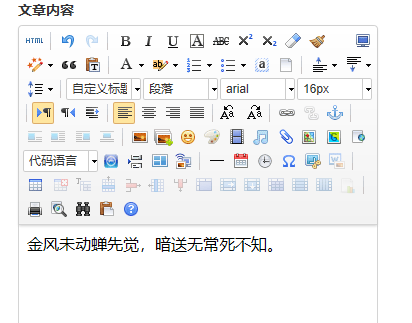 文章内容
HTML
B I U A ABC X² X₂
A ab
自定义标题 段落 arial 16px
代码语言
金风未动蝉先觉，暗送无常死不知。